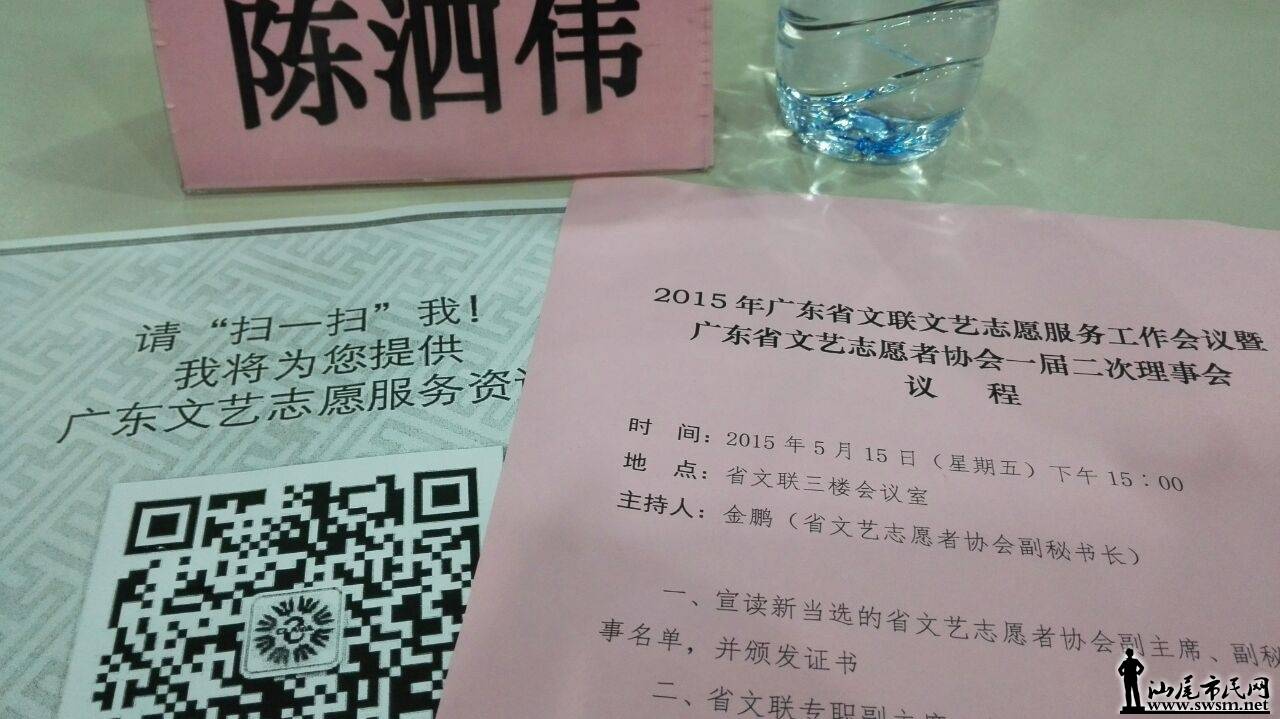 陈泗伟
请“扫一扫”我！
我将为您提供
广东文艺志愿服务资
2015年广东省文联文艺志愿服务工作会议暨
广东省文艺志愿者协会一届二次理事会
议 程
时 间：2015年5月15日（星期五）下午15：00
地 点：省文联三楼会议室
主持人：金鹏（省文艺志愿者协会副秘书长）
一、宣读新当选的省文艺志愿者协会副主席、副秘
事名单，并颁发证书
二、省文联专职副主席
汕尾市民网
www.swsm.net